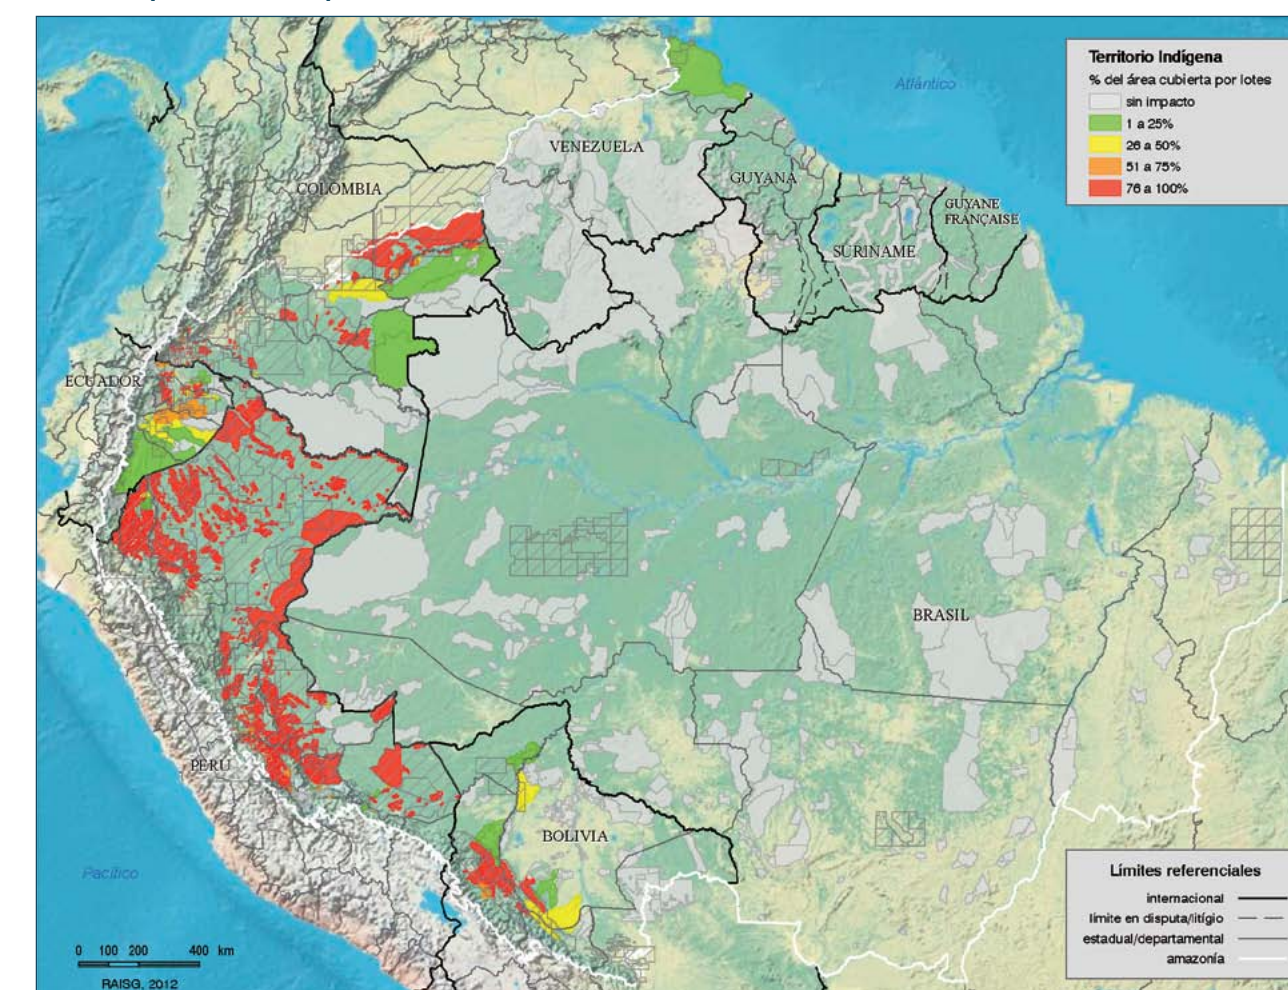 Atlántico
Territorio Indígena
% del área cubierta por lotes
sin impacto
1 a 25%
26 a 50%
51 a 75%
76 a 100%
VENEZUELA
GUYANA
COLOMBIA
GUYANE
FRANÇAISE
SURINAME
ECUADOR
BRASIL
PERÚ
BOLIVIA
Pacífico
Límites referenciales
internacional
límite en disputa/litígio
estadual/departamental
amazonía
0 100 200 400 km
RAISG, 2012